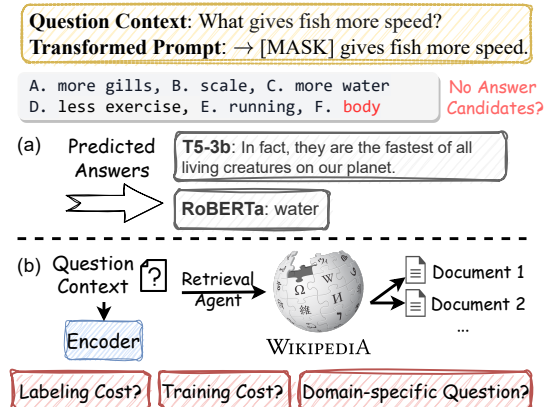 Question Context: What gives fish more speed?
Transformed Prompt: → [MASK] gives fish more speed.
A. more gills, B. scale, C. more water
D. less exercise, E. running, F. body
No Answer
Candidates?
(a)
Predicted
Answers
T5-3b: In fact, they are the fastest of all
living creatures on our planet.
RoBERTa: water
(b)
Question
Context
?
Encoder
Retrieval
Agent
Ω
W
И
維
WIKIPEDIA
Document 1
Document 2
...
Labeling Cost?
Training Cost?
Domain-specific Question?